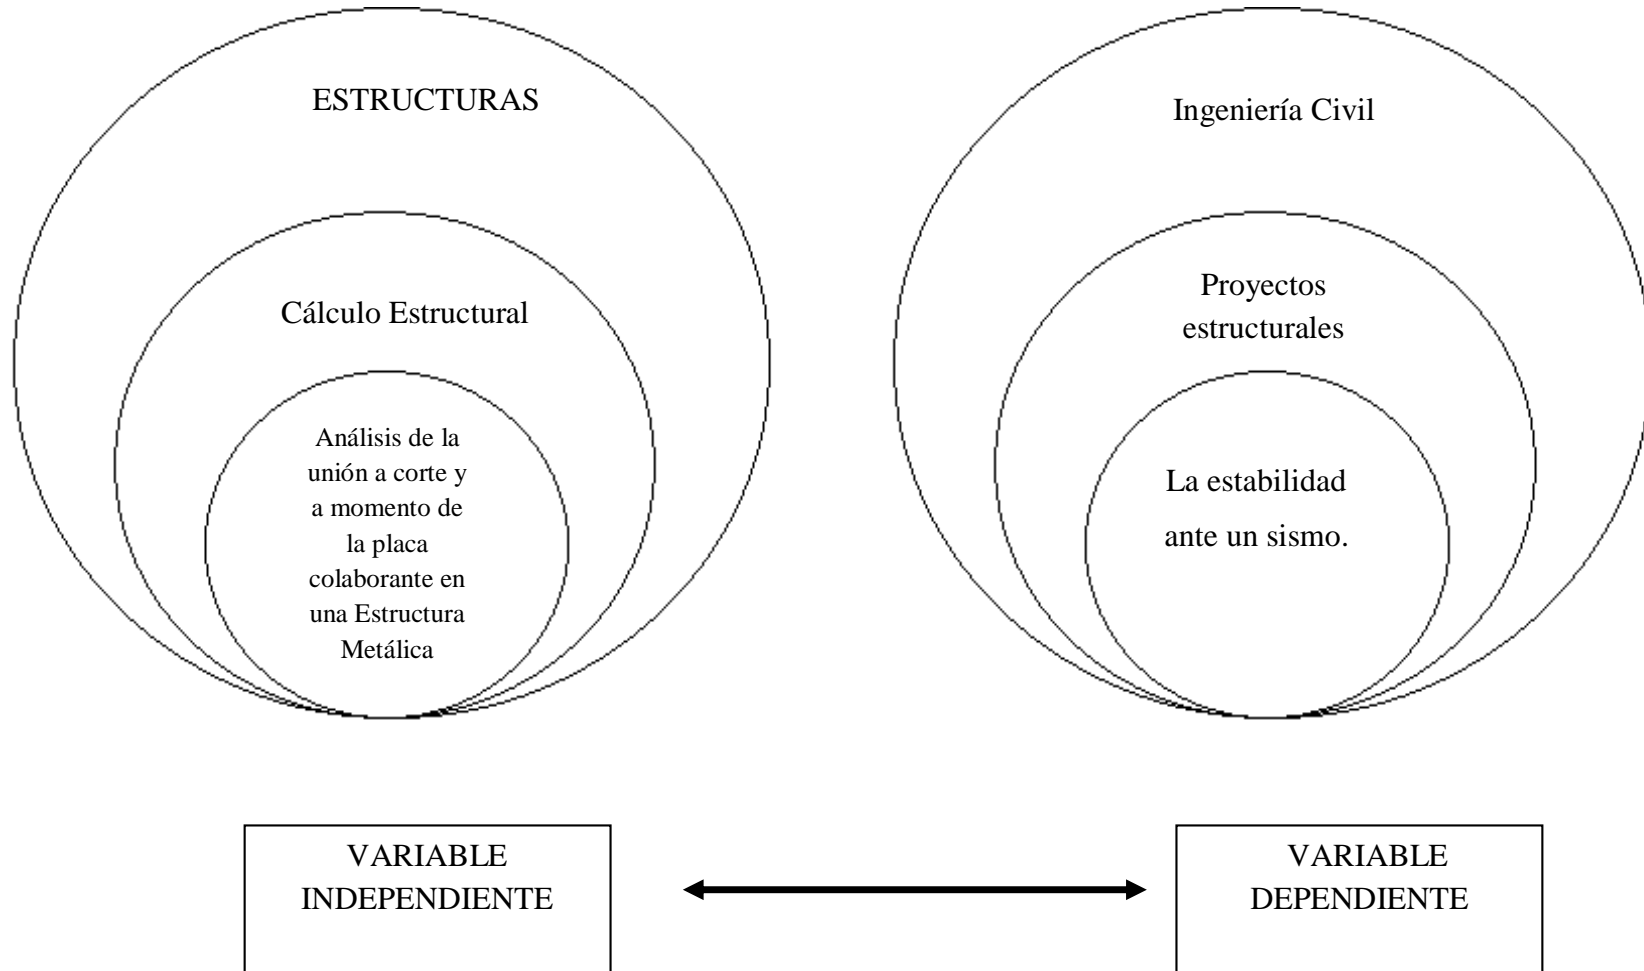 ESTRUCTURAS
Cálculo Estructural
Análisis de la
unión a corte y
a momento de
la placa
colaborante en
una Estructura
Metálica
Ingeniería Civil
Proyectos
estructurales
La estabilidad
ante un sismo.
VARIABLE
INDEPENDIENTE
VARIABLE
DEPENDIENTE